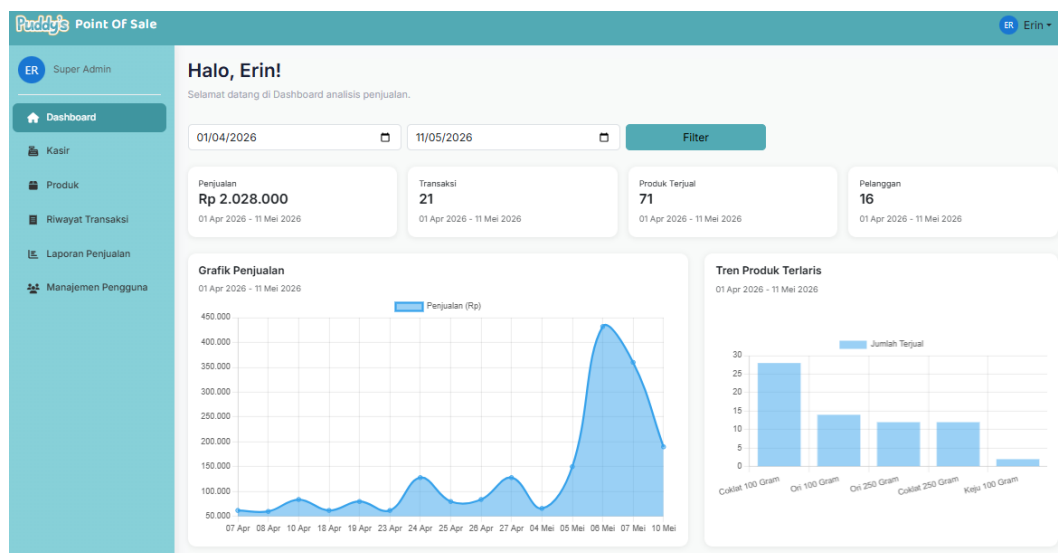 Puddy's Point Of Sale
ER Erin
ER Super Admin
Dashboard
Kasir
Produk
Riwayat Transaksi
Laporan Penjualan
Manajemen Pengguna
Halo, Erin!
Selamat datang di Dashboard analisis penjualan.
01/04/2026 11/05/2026 Filter
Penjualan
Rp 2.028.000
01 Apr 2026 - 11 Mei 2026
Transaksi
21
01 Apr 2026 - 11 Mei 2026
Produk Terjual
71
01 Apr 2026 - 11 Mei 2026
Pelanggan
16
01 Apr 2026 - 11 Mei 2026
Grafik Penjualan
01 Apr 2026 - 11 Mei 2026
Penjualan (Rp)
450.000
400.000
350.000
300.000
250.000
200.000
150.000
100.000
50.000
07 Apr 08 Apr 10 Apr 18 Apr 19 Apr 23 Apr 24 Apr 25 Apr 26 Apr 27 Apr 04 Mei 05 Mei 06 Mei 07 Mei 10 Mei
Tren Produk Terlaris
01 Apr 2026 - 11 Mei 2026
Jumlah Terjual
30
25
20
15
10
5
0
Coklat 100 Gram Ori 100 Gram Ori 250 Gram Coklat 250 Gram Keju 100 Gram